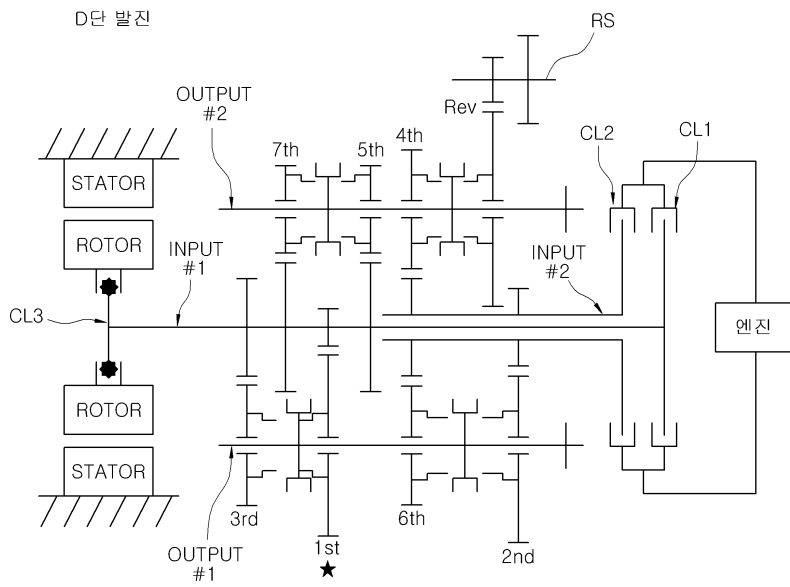 D단 발진
RS
OUTPUT
#2
Rev
CL2
CL1
7th
5th
4th
STATOR
ROTOR
INPUT
#1
INPUT
#2
CL3
엔진
ROTOR
STATOR
3rd
6th
1st
2nd
OUTPUT
#1
★